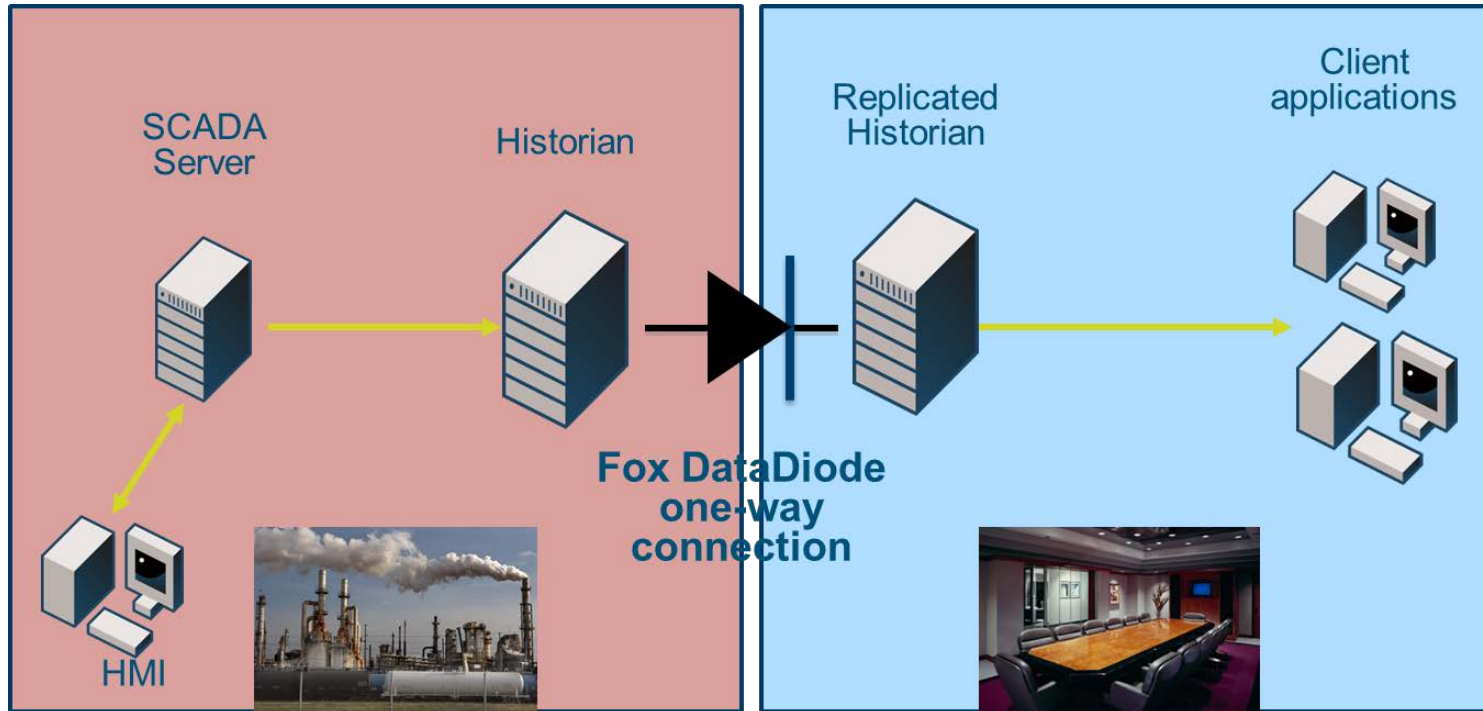 SCADA
Server
Historian
Replicated
Historian
Client
applications
Fox DataDiode
one-way
connection
HMI